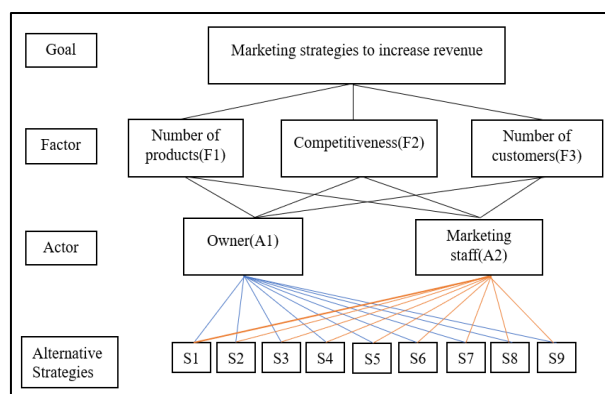 Goal
Marketing strategies to increase revenue
Factor
Number of
products(F1)
Competitiveness(F2)
Number of
customers(F3)
Actor
Owner(A1)
Marketing
staff(A2)
Alternative
Strategies
S1
S2
S3
S4
S5
S6
S7
S8
S9